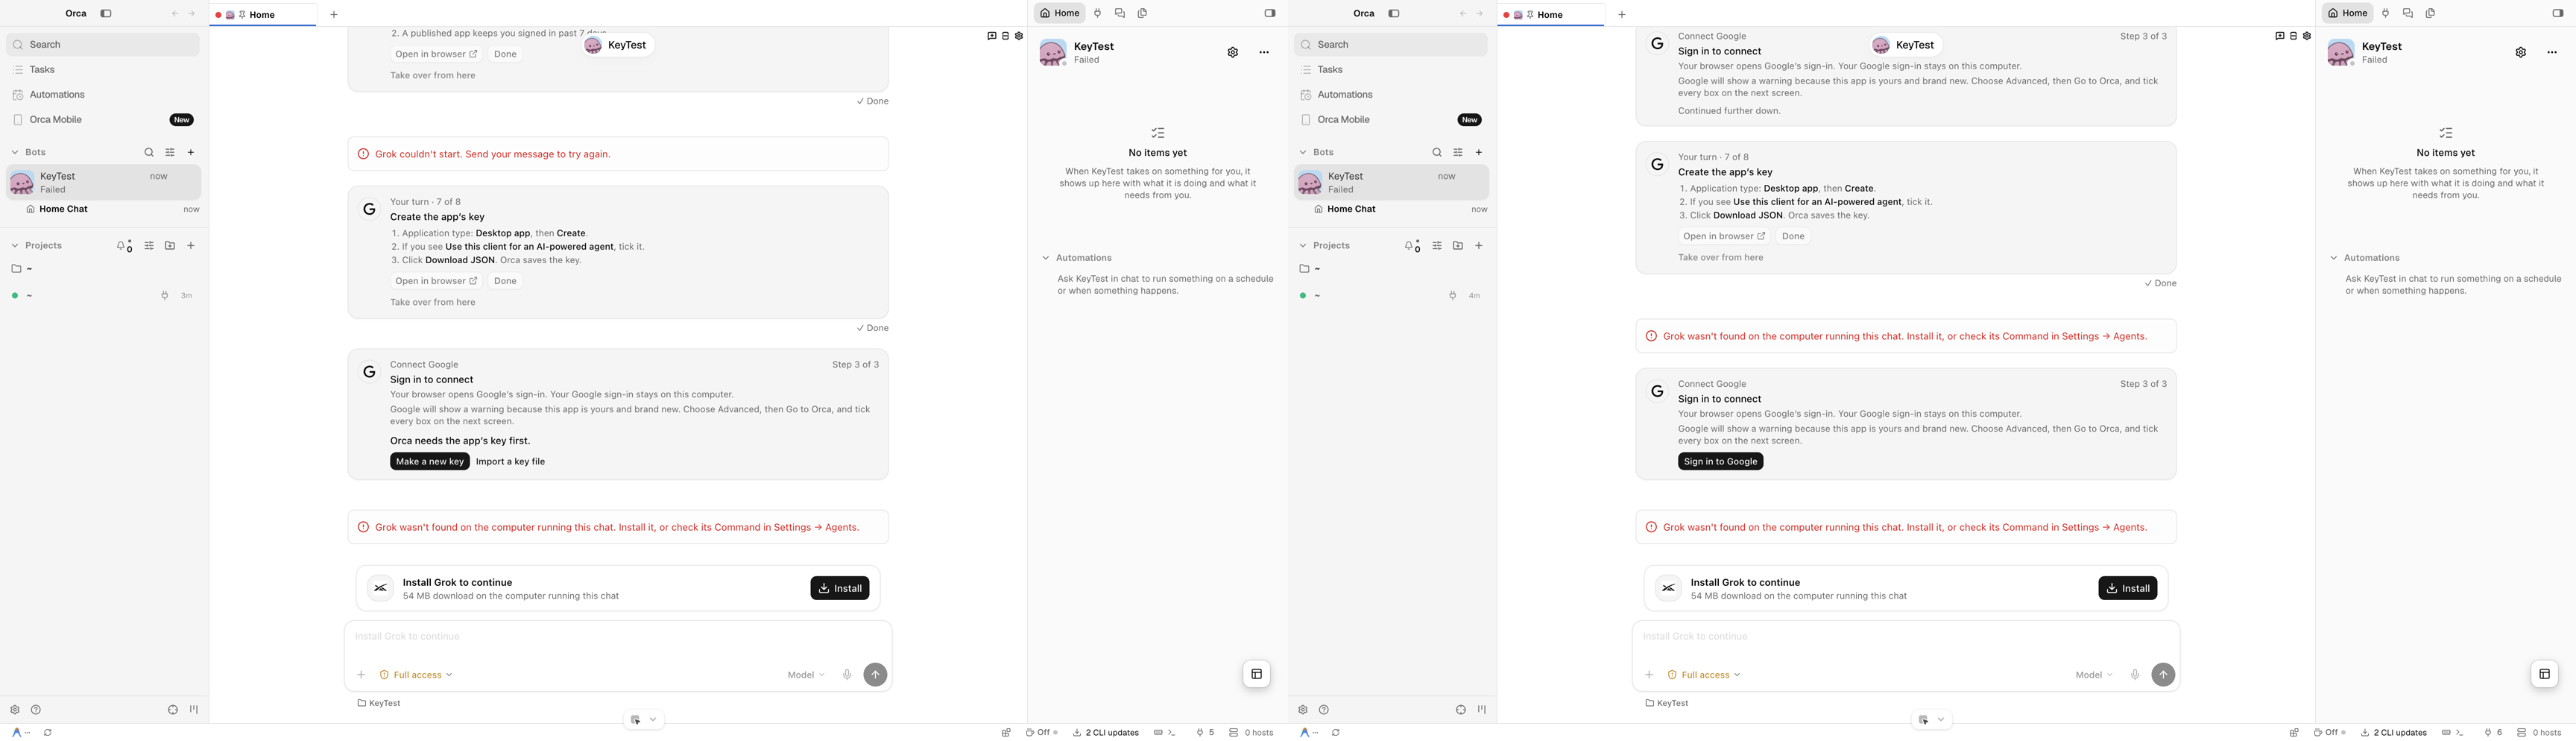 Orca
Search
Tasks
Automations
Orca Mobile
New
Bots
KeyTest
now
Failed
Home Chat
now
Projects
0
~
~
3m
Home
KeyTest
2. A published app keeps you signed in past 7 days.
Open in browser
Done
Take over from here
Done
Grok couldn't start. Send your message to try again.
Your turn · 7 of 8
Create the app's key
1. Application type: Desktop app, then Create.
2. If you see Use this client for an AI-powered agent, tick it.
3. Click Download JSON. Orca saves the key.
Open in browser
Done
Take over from here
Done
Connect Google
Step 3 of 3
Sign in to connect
Your browser opens Google's sign-in. Your Google sign-in stays on this computer.
Google will show a warning because this app is yours and brand new. Choose Advanced, then Go to Orca, and tick
every box on the next screen.
Orca needs the app's key first.
Make a new key
Import a key file
Grok wasn't found on the computer running this chat. Install it, or check its Command in Settings → Agents.
Install Grok to continue
54 MB download on the computer running this chat
Install
Install Grok to continue
Full access
Model
KeyTest
Home
KeyTest
Failed
No items yet
When KeyTest takes on something for you, it
shows up here with what it is doing and what it
needs from you.
Automations
Ask KeyTest in chat to run something on a schedule
or when something happens.
Off
2 CLI updates
5
0 hosts
Orca
Search
Tasks
Automations
Orca Mobile
New
Bots
KeyTest
now
Failed
Home Chat
now
Projects
0
~
~
4m
Home
KeyTest
Connect Google
Step 3 of 3
Sign in to connect
Your browser opens Google's sign-in. Your Google sign-in stays on this computer.
Google will show a warning because this app is yours and brand new. Choose Advanced, then Go to Orca, and tick
every box on the next screen.
Continued further down.
Your turn · 7 of 8
Create the app's key
1. Application type: Desktop app, then Create.
2. If you see Use this client for an AI-powered agent, tick it.
3. Click Download JSON. Orca saves the key.
Open in browser
Done
Take over from here
Done
Grok wasn't found on the computer running this chat. Install it, or check its Command in Settings → Agents.
Connect Google
Step 3 of 3
Sign in to connect
Your browser opens Google's sign-in. Your Google sign-in stays on this computer.
Google will show a warning because this app is yours and brand new. Choose Advanced, then Go to Orca, and tick
every box on the next screen.
Sign in to Google
Grok wasn't found on the computer running this chat. Install it, or check its Command in Settings → Agents.
Install Grok to continue
54 MB download on the computer running this chat
Install
Install Grok to continue
Full access
Model
KeyTest
Home
KeyTest
Failed
No items yet
When KeyTest takes on something for you, it
shows up here with what it is doing and what it
needs from you.
Automations
Ask KeyTest in chat to run something on a schedule
or when something happens.
Off
2 CLI updates
6
0 hosts